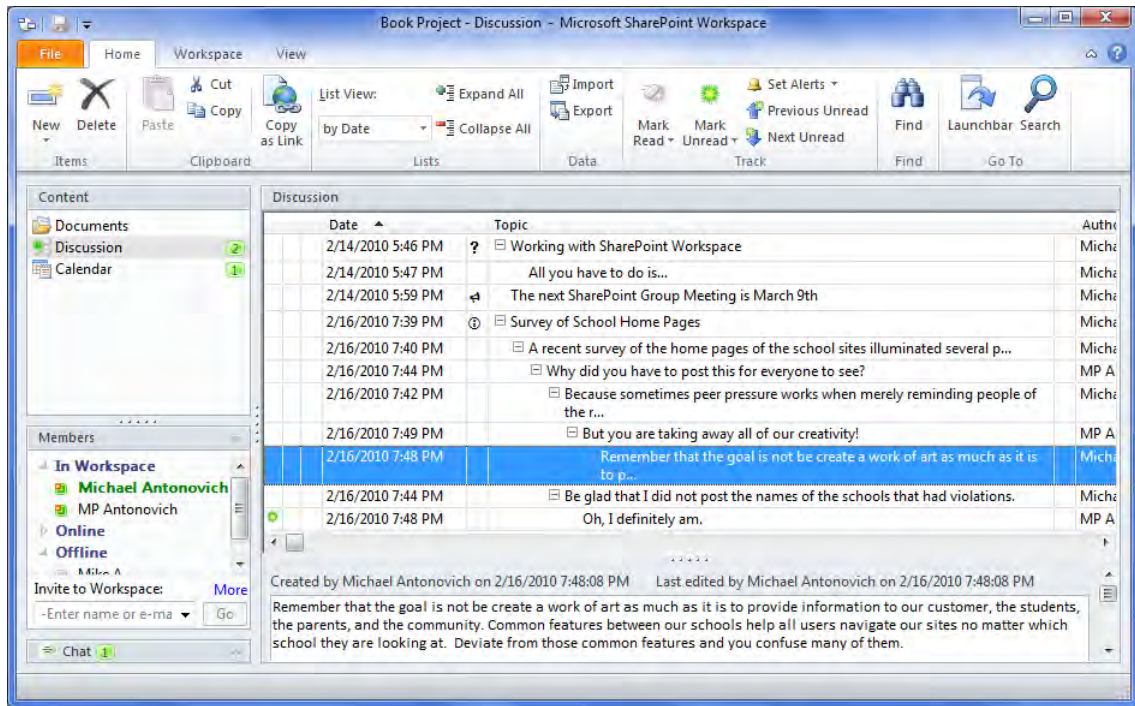 Book Project - Discussion - Microsoft SharePoint Workspace
File Home Workspace View
New
Delete
Paste
Cut
Copy
Copy as Link
List View:
by Date
Expand All
Collapse All
Import
Export
Mark Read
Mark Unread
Set Alerts
Previous Unread
Next Unread
Find
Launchbar
Search
Items Clipboard Lists Data Track Find Go To
Content
Documents
Discussion 2
Calendar 1
Members
In Workspace
Michael Antonovich
MP Antonovich
Online
Offline
Mike A
Invite to Workspace: More
-Enter name or e-ma Go
Chat 1
Discussion
Date Topic Autho
2/14/2010 5:46 PM ? Working with SharePoint Workspace Micha
2/14/2010 5:47 PM All you have to do is... Micha
2/14/2010 5:59 PM The next SharePoint Group Meeting is March 9th Micha
2/16/2010 7:39 PM Survey of School Home Pages Micha
2/16/2010 7:40 PM A recent survey of the home pages of the school sites illuminated several p... Micha
2/16/2010 7:44 PM Why did you have to post this for everyone to see? MP A
2/16/2010 7:42 PM Because sometimes peer pressure works when merely reminding people of Micha
the r...
2/16/2010 7:49 PM But you are taking away all of our creativity! MP A
2/16/2010 7:48 PM Remember that the goal is not be create a work of art as much as it is Micha
to p...
2/16/2010 7:44 PM Be glad that I did not post the names of the schools that had violations. Micha
2/16/2010 7:48 PM Oh, I definitely am. MP A
Created by Michael Antonovich on 2/16/2010 7:48:08 PM Last edited by Michael Antonovich on 2/16/2010 7:48:08 PM
Remember that the goal is not be create a work of art as much as it is to provide information to our customer, the students,
the parents, and the community. Common features between our schools help all users navigate our sites no matter which
school they are looking at. Deviate from those common features and you confuse many of them.